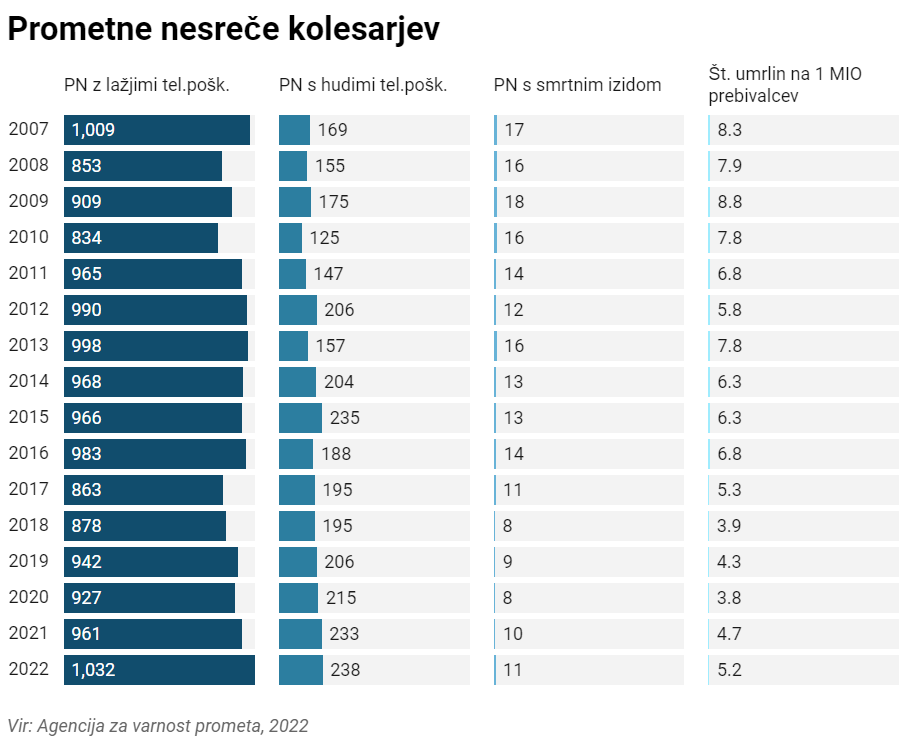 Prometne nesreče kolesarjev
PN z lažjimi tel.pošk. PN s hudimi tel.pošk. PN s smrtnim izidom Št. umrlin na 1 MIO
prebivalcev
2007 1,009 169 17 8.3
2008 853 155 16 7.9
2009 909 175 18 8.8
2010 834 125 16 7.8
2011 965 147 14 6.8
2012 990 206 12 5.8
2013 998 157 16 7.8
2014 968 204 13 6.3
2015 966 235 13 6.3
2016 983 188 14 6.8
2017 863 195 11 5.3
2018 878 195 8 3.9
2019 942 206 9 4.3
2020 927 215 8 3.8
2021 961 233 10 4.7
2022 1,032 238 11 5.2
Vir: Agencija za varnost prometa, 2022